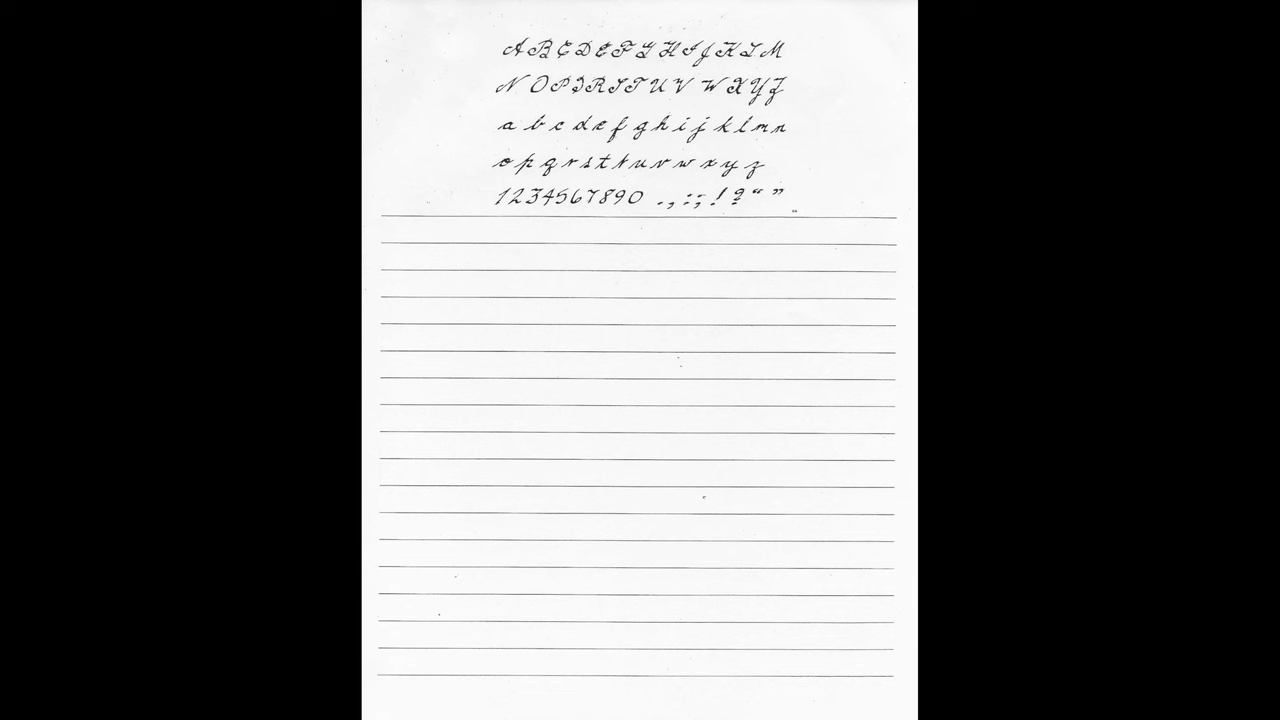 A B C D E F G H I J K L M
N O P Q R S T U V W X Y Z
a b c d e f g h i j k l m n
o p q r s t t u v w x y z
1 2 3 4 5 6 7 8 9 0 . , : ; ! ? “ ”